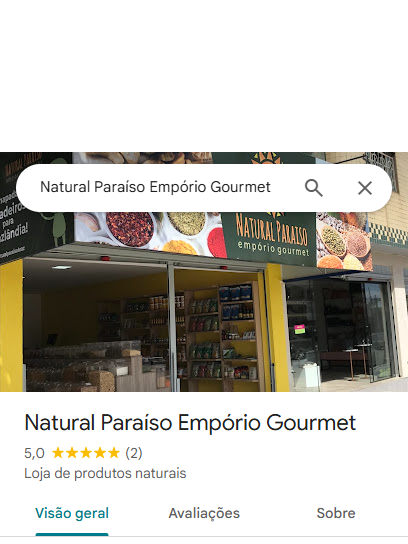 Natural Paraíso Empório Gourmet
para
NATURAL PARAÍSO
empório gourmet
Natural Paraíso Empório Gourmet
5,0 ★★★★★ (2)
Loja de produtos naturais
Visão geral Avaliações Sobre